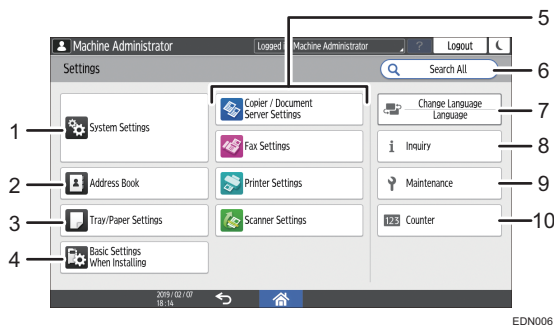 5
Machine Administrator
Logged in Machine Administrator
?
Logout
Settings
Search All
6
1
System Settings
Copier / Document
Server Settings
Change Language
Language
7
Fax Settings
i
Inquiry
8
2
Address Book
Printer Settings
Maintenance
9
3
Tray/Paper Settings
Scanner Settings
123
Counter
10
4
Basic Settings
When Installing
2019 / 02 / 07
18 : 14
EDN006